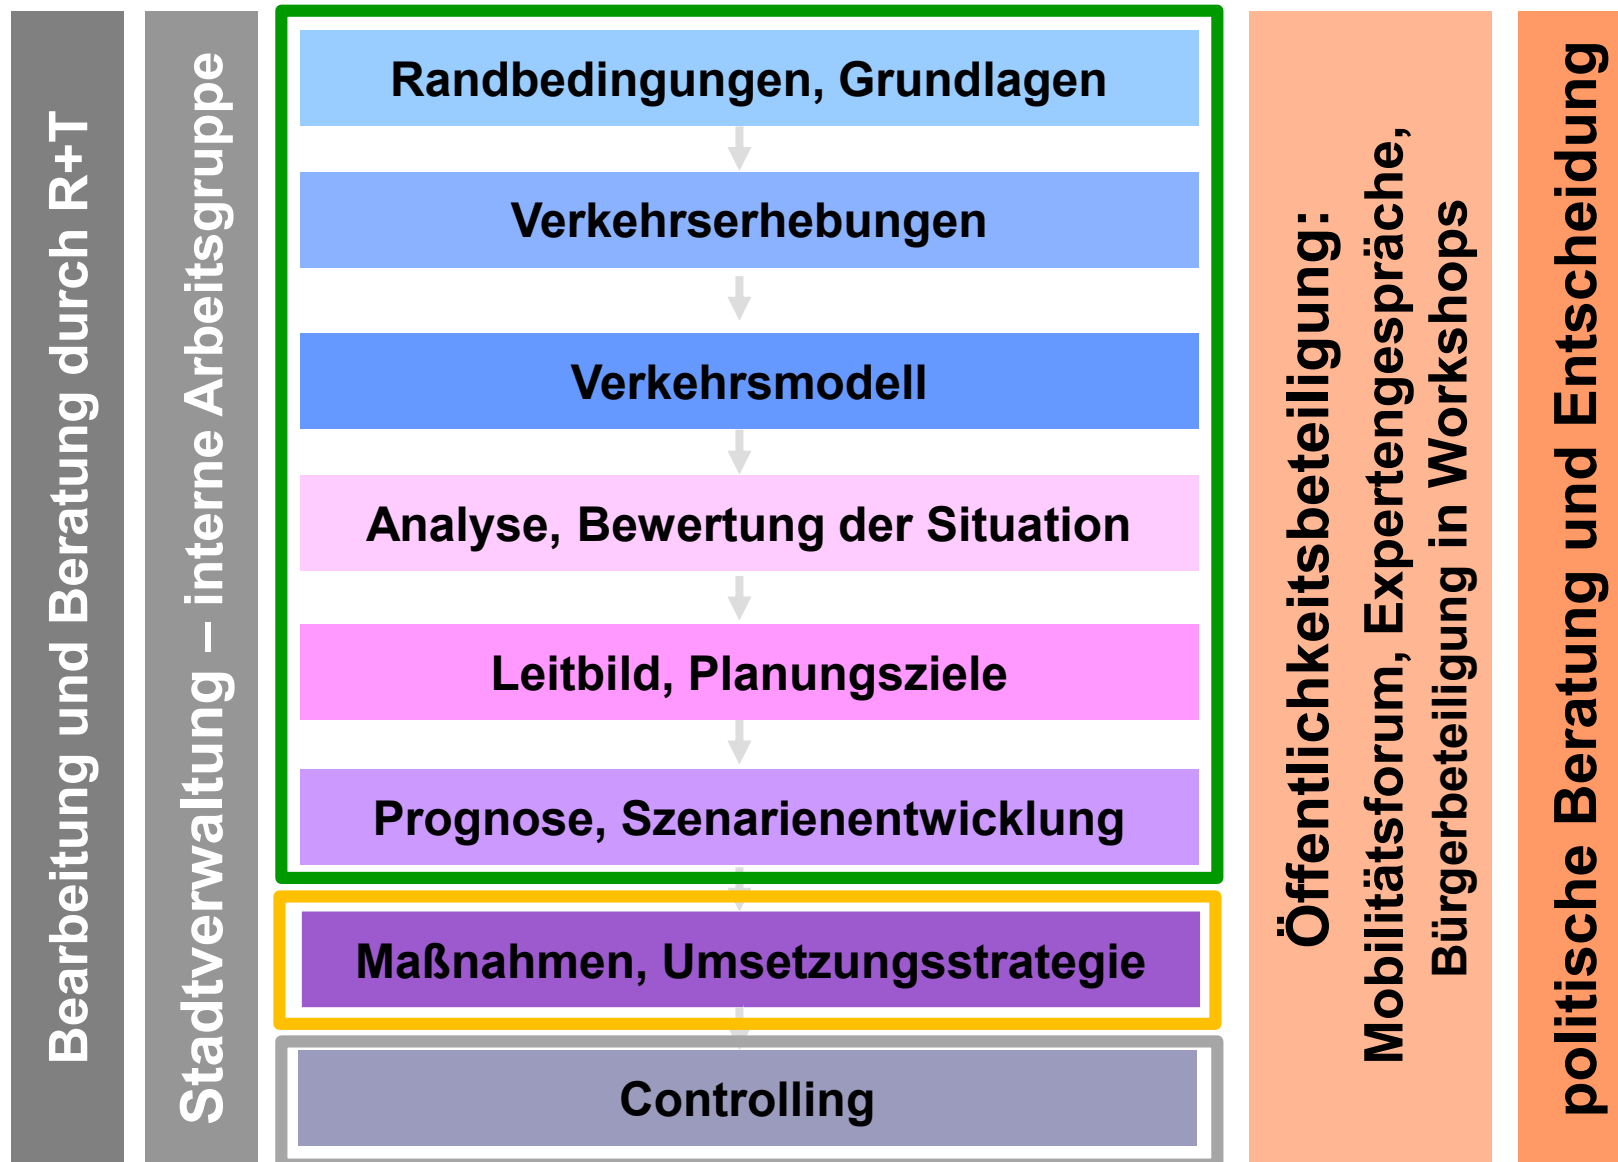 Bearbeitung und Beratung durch R+T
Stadtverwaltung – interne Arbeitsgruppe
Randbedingungen, Grundlagen
Verkehrserhebungen
Verkehrsmodell
Analyse, Bewertung der Situation
Leitbild, Planungsziele
Prognose, Szenarienentwicklung
Maßnahmen, Umsetzungsstrategie
Controlling
Öffentlichkeitsbeteiligung:
Mobilitätsforum, Expertengespräche,
Bürgerbeteiligung in Workshops
politische Beratung und Entscheidung